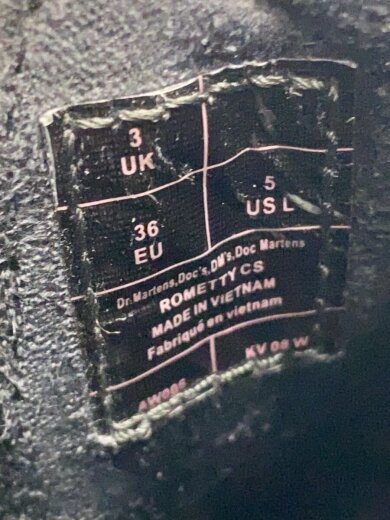 3
UK
5
US L
36
EU
Dr.Martens,Doc's,DM's,Doc Martens
ROMETTY CS
MADE IN VIETNAM
Fabriqué en vietnam
KV 08 W